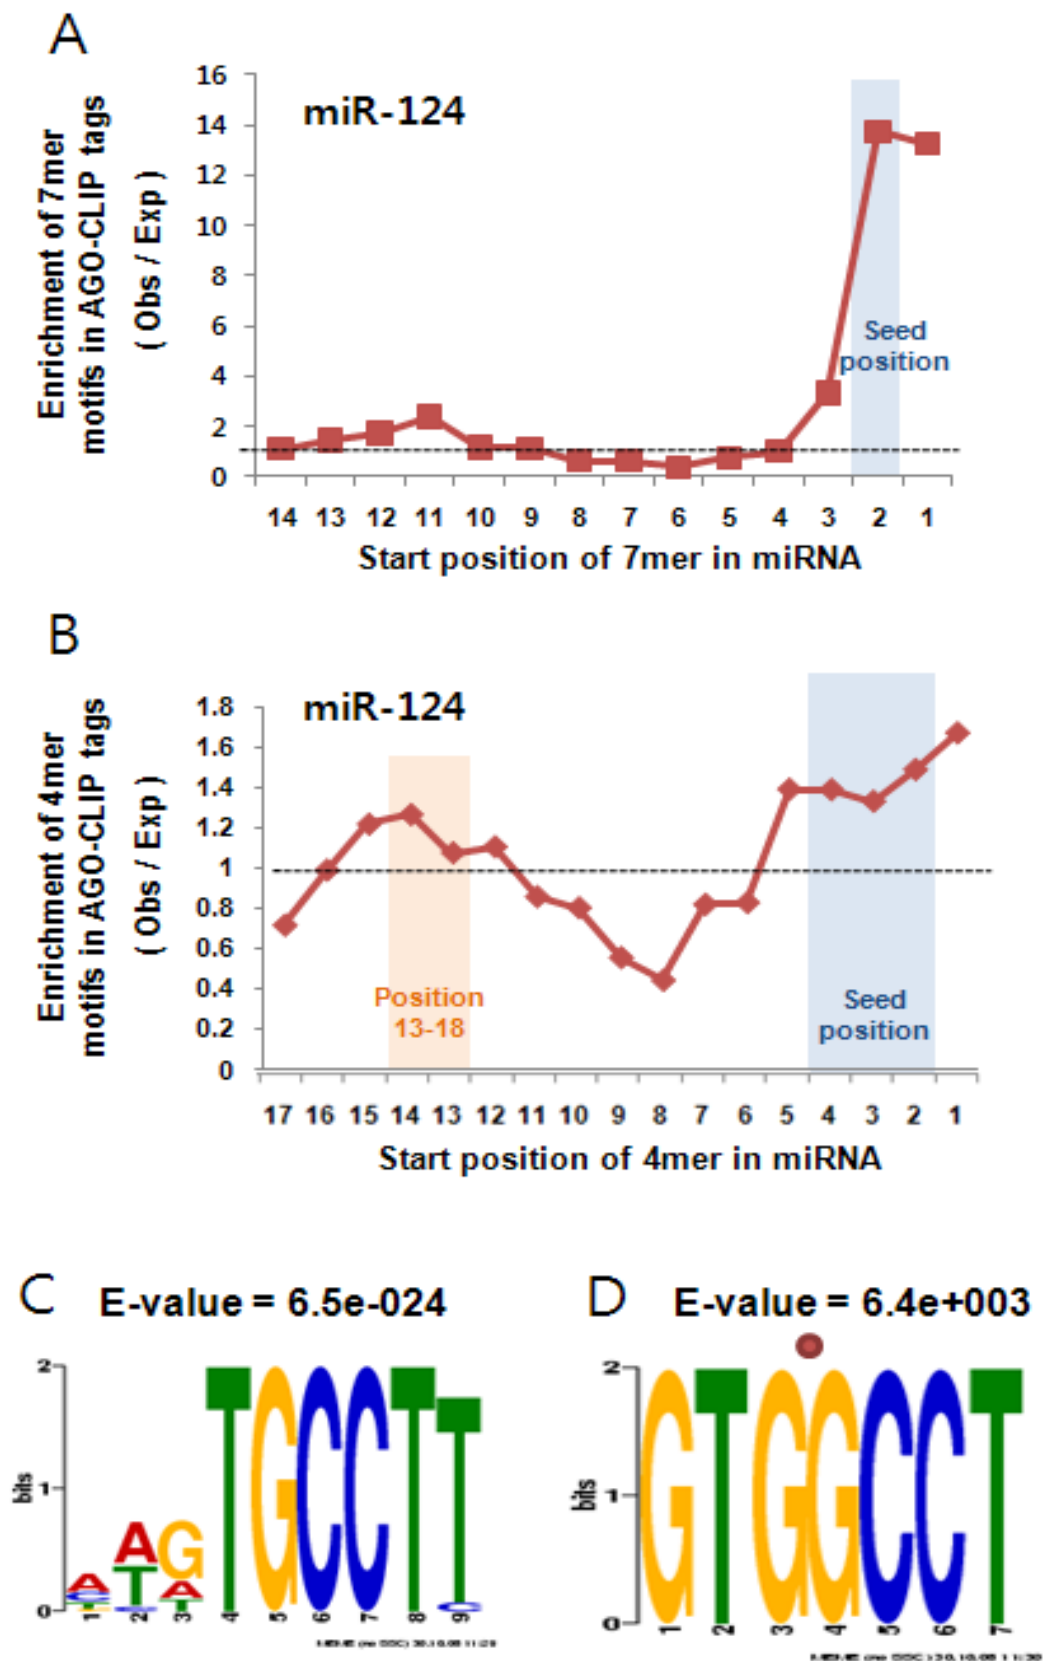 A
miR-124
Enrichment of 7mer
motifs in AGO-CLIP tags
( Obs / Exp )
16
14
12
10
8
6
4
2
0
Seed
position
14 13 12 11 10 9 8 7 6 5 4 3 2 1
Start position of 7mer in miRNA
B
miR-124
Enrichment of 4mer
motifs in AGO-CLIP tags
( Obs / Exp )
1.8
1.6
1.4
1.2
1
0.8
0.6
0.4
0.2
0
Position
13-18
Seed
position
17 16 15 14 13 12 11 10 9 8 7 6 5 4 3 2 1
Start position of 4mer in miRNA
C
E-value = 6.5e-024
bits
2
1
0
A A G T G C C T T
C T A
T C T C
1 2 3 4 5 6 7 8 9
D
E-value = 6.4e+003
bits
2
1
0
G T G G C C T
1 2 3 4 5 6 7